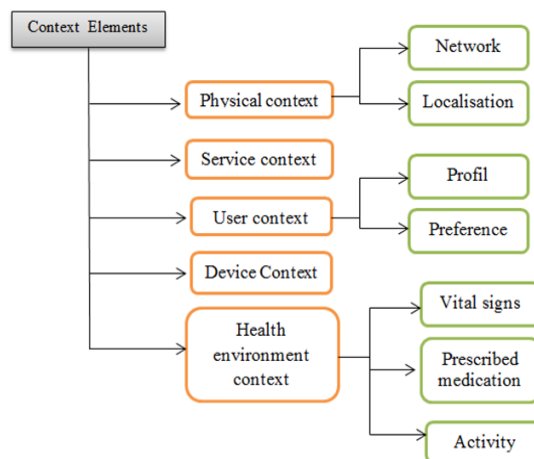 Context Elements
Network
Physical context
Localisation
Service context
Profil
User context
Preference
Device Context
Vital signs
Health
environment
context
Prescribed
medication
Activity